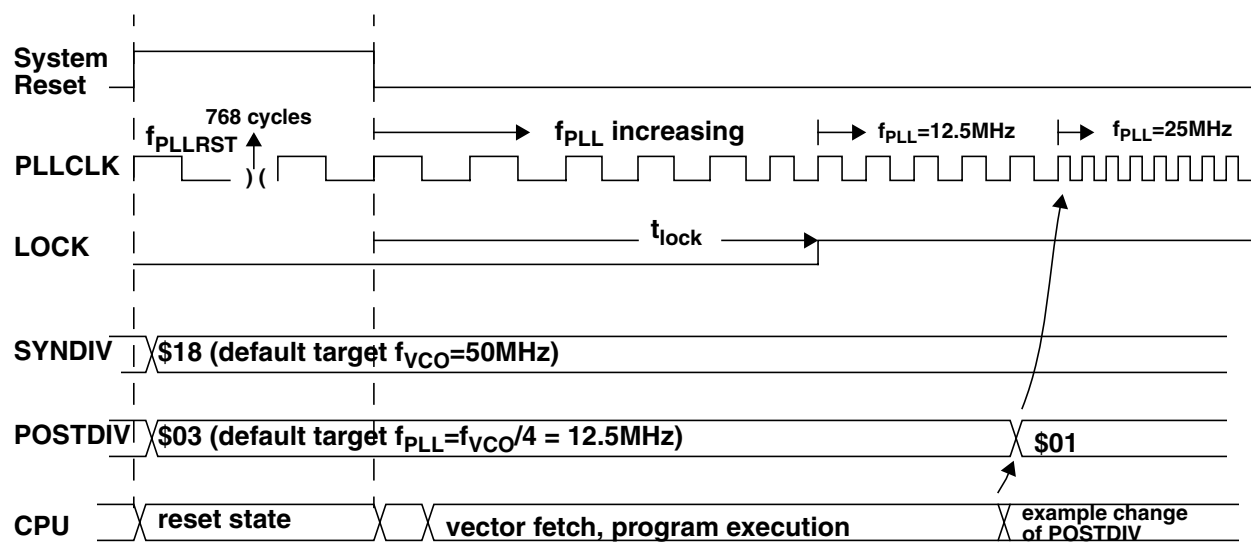 System
Reset
768 cycles
fPLLRST
fPLL increasing
fPLL=12.5MHz
fPLL=25MHz
PLLCLK
) (
LOCK
tlock
SYNDIV
$18 (default target fVCO=50MHz)
POSTDIV
$03 (default target fPLL=fVCO/4 = 12.5MHz)
$01
CPU
reset state
vector fetch, program execution
example change
of POSTDIV